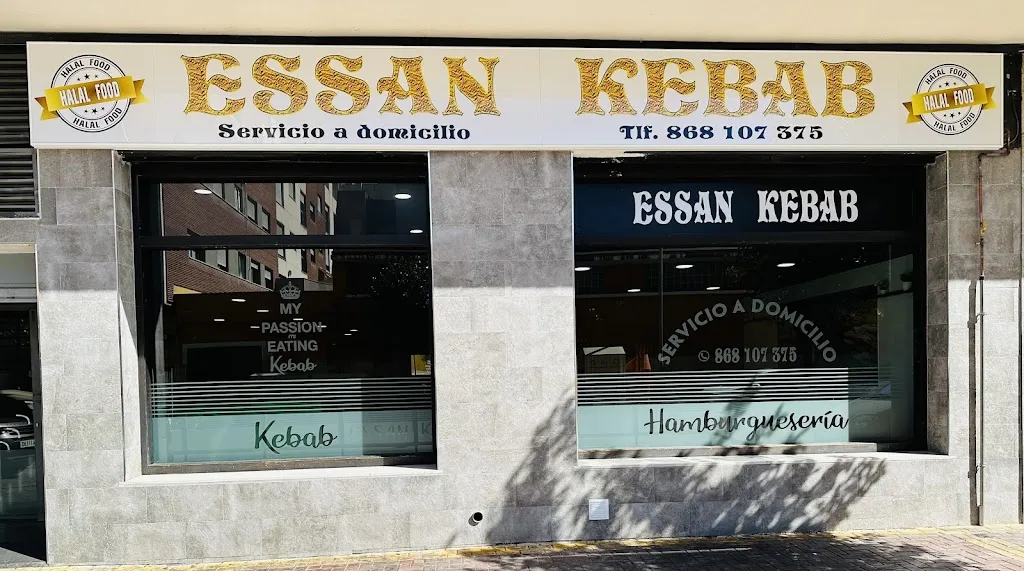 HALAL FOOD
HALAL FOOD
HALAL FOOD
ESSAN KEBAB
Servicio a domicilio
Tlf. 868 107 375
HALAL FOOD
HALAL FOOD
HALAL FOOD
MY
PASSION
EATING
Kebab
Kebab
ESSAN KEBAB
SERVICIO A DOMICILIO
868 107 375
Hamburguesería